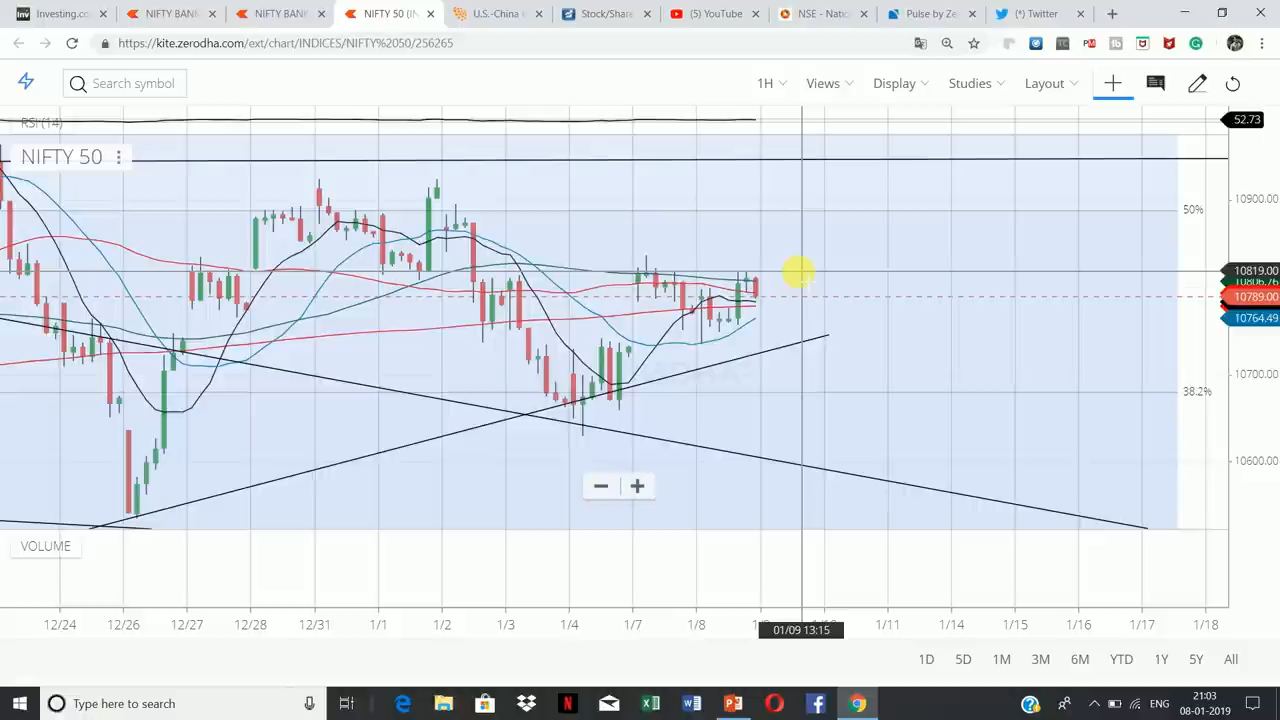 Investing.co
NIFTY BANK
NIFTY BANK
NIFTY 50 (IN
U.S.-China
Stock/Share
(5) YouTube
NSE - Natio
Pulse by Ze
(*) Twitter
https://kite.zerodha.com/ext/chart/INDICES/NIFTY%2050/256265
Search symbol
1H
Views
Display
Studies
Layout
RSI (14)
52.73
NIFTY 50
10900.00
50%
10819.00
10806.76
10789.00
10764.49
10700.00
38.2%
10600.00
VOLUME
12/24
12/26
12/27
12/28
12/31
1/1
1/2
1/3
1/4
1/7
1/8
01/09 13:15
1/11
1/14
1/15
1/16
1/17
1/18
1D
5D
1M
3M
6M
YTD
1Y
5Y
All
Type here to search
ENG
21:03
08-01-2019